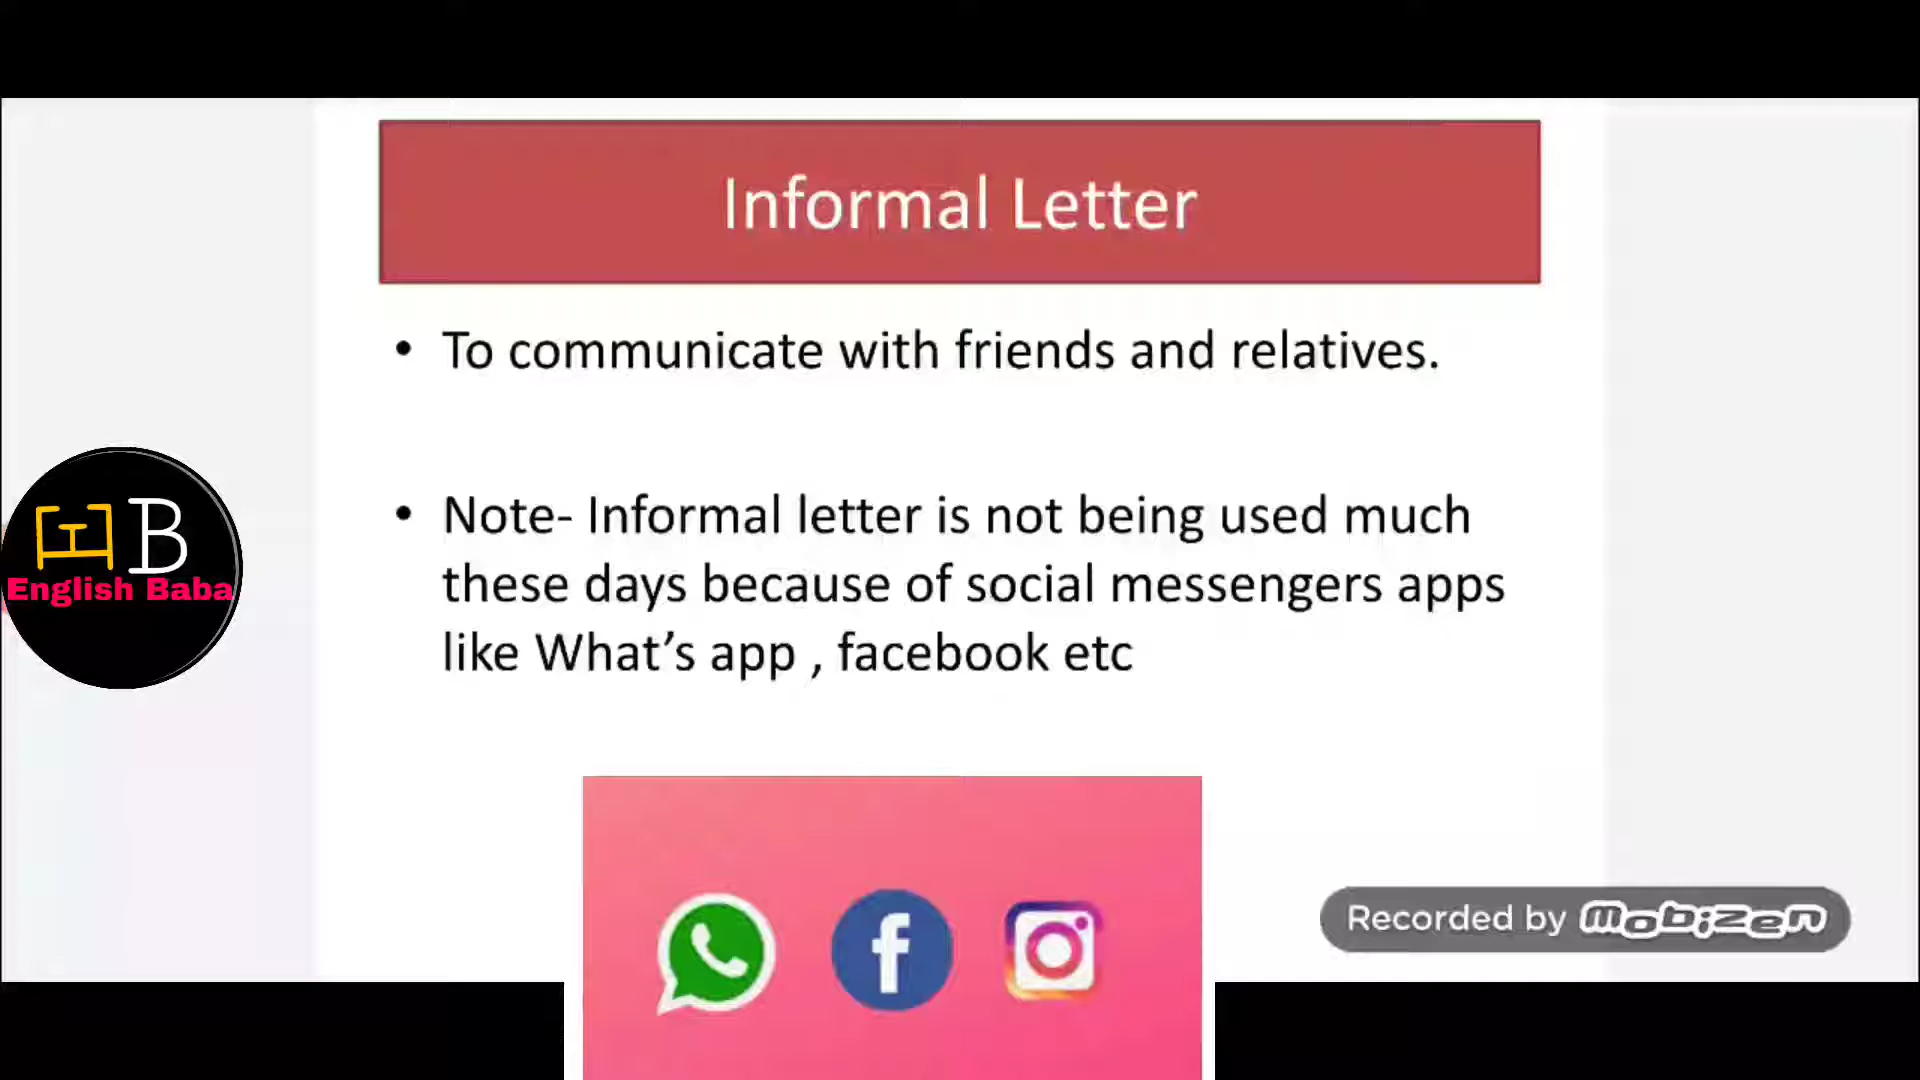 Informal Letter
• To communicate with friends and relatives.
• Note- Informal letter is not being used much
these days because of social messengers apps
like What's app , facebook etc
EB
English Baba
Recorded by mobizen